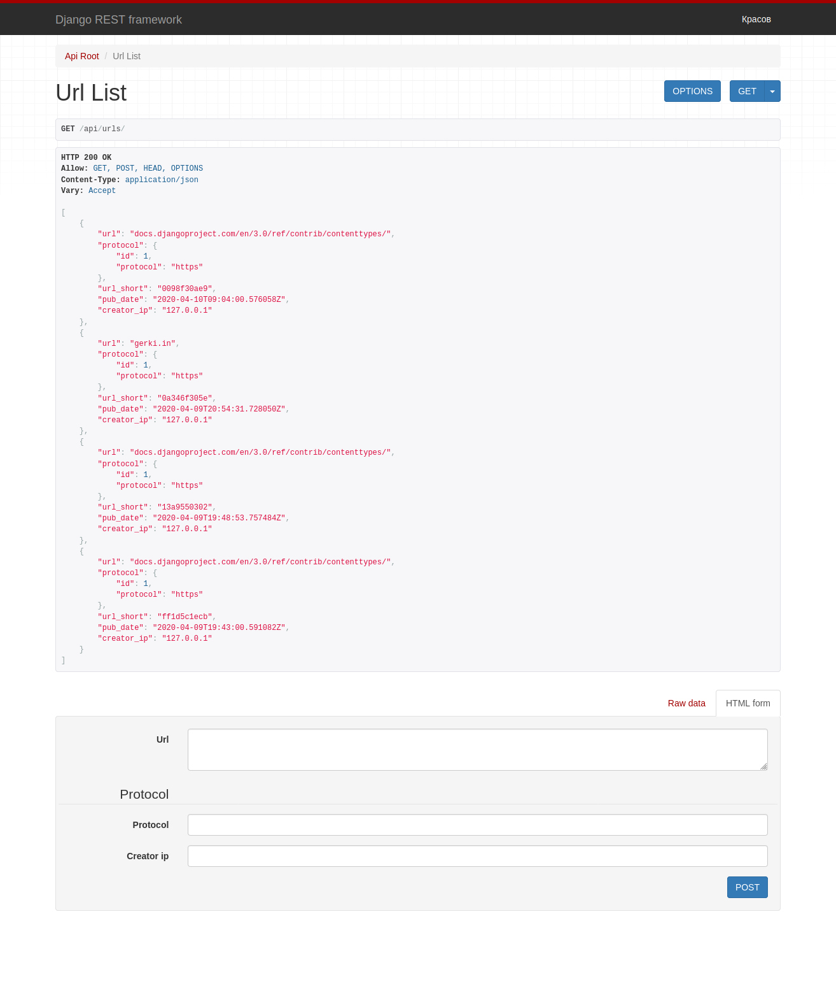 Django REST framework
Красов
Api Root / Url List
Url List
OPTIONS
GET
GET /api/urls/
HTTP 200 OK
Allow: GET, POST, HEAD, OPTIONS
Content-Type: application/json
Vary: Accept
[
    {
        "url": "docs.djangoproject.com/en/3.0/ref/contrib/contenttypes/",
        "protocol": {
            "id": 1,
            "protocol": "https"
        },
        "url_short": "0098f30ae9",
        "pub_date": "2020-04-10T09:04:00.576058Z",
        "creator_ip": "127.0.0.1"
    },
    {
        "url": "gerki.in",
        "protocol": {
            "id": 1,
            "protocol": "https"
        },
        "url_short": "0a346f305e",
        "pub_date": "2020-04-09T20:54:31.728050Z",
        "creator_ip": "127.0.0.1"
    },
    {
        "url": "docs.djangoproject.com/en/3.0/ref/contrib/contenttypes/",
        "protocol": {
            "id": 1,
            "protocol": "https"
        },
        "url_short": "13a9550302",
        "pub_date": "2020-04-09T19:48:53.757484Z",
        "creator_ip": "127.0.0.1"
    },
    {
        "url": "docs.djangoproject.com/en/3.0/ref/contrib/contenttypes/",
        "protocol": {
            "id": 1,
            "protocol": "https"
        },
        "url_short": "ff1d5c1ecb",
        "pub_date": "2020-04-09T19:43:00.591082Z",
        "creator_ip": "127.0.0.1"
    }
]
Raw data
HTML form
Url
Protocol
Protocol
Creator ip
POST